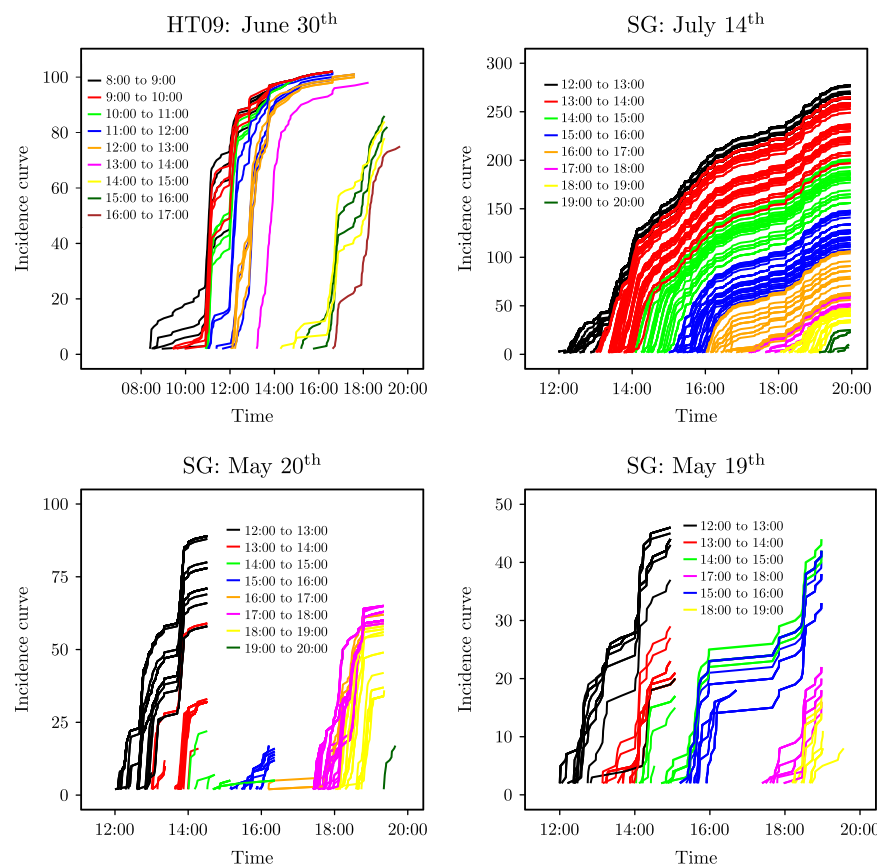 HT09: June 30th
Incidence curve
100
80
60
40
20
0
8:00 to 9:00
9:00 to 10:00
10:00 to 11:00
11:00 to 12:00
12:00 to 13:00
13:00 to 14:00
14:00 to 15:00
15:00 to 16:00
16:00 to 17:00
08:00 10:00 12:00 14:00 16:00 18:00 20:00
Time
SG: July 14th
Incidence curve
300
250
200
150
100
50
0
12:00 to 13:00
13:00 to 14:00
14:00 to 15:00
15:00 to 16:00
16:00 to 17:00
17:00 to 18:00
18:00 to 19:00
19:00 to 20:00
12:00 14:00 16:00 18:00 20:00
Time
SG: May 20th
Incidence curve
100
75
50
25
0
12:00 to 13:00
13:00 to 14:00
14:00 to 15:00
15:00 to 16:00
16:00 to 17:00
17:00 to 18:00
18:00 to 19:00
19:00 to 20:00
12:00 14:00 16:00 18:00 20:00
Time
SG: May 19th
Incidence curve
50
40
30
20
10
0
12:00 to 13:00
13:00 to 14:00
14:00 to 15:00
17:00 to 18:00
15:00 to 16:00
18:00 to 19:00
12:00 14:00 16:00 18:00 20:00
Time